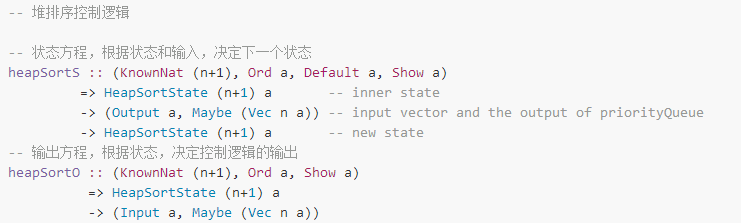 -- 堆排序控制逻辑
-- 状态方程，根据状态和输入，决定下一个状态
heapSortS :: (KnownNat (n+1), Ord a, Default a, Show a)
=> HeapSortState (n+1) a -- inner state
-> (Output a, Maybe (Vec n a)) -- input vector and the output of priorityQueue
-> HeapSortState (n+1) a -- new state
-- 输出方程，根据状态，决定控制逻辑的输出
heapSortO :: (KnownNat (n+1), Ord a, Show a)
=> HeapSortState (n+1) a
-> (Input a, Maybe (Vec n a))